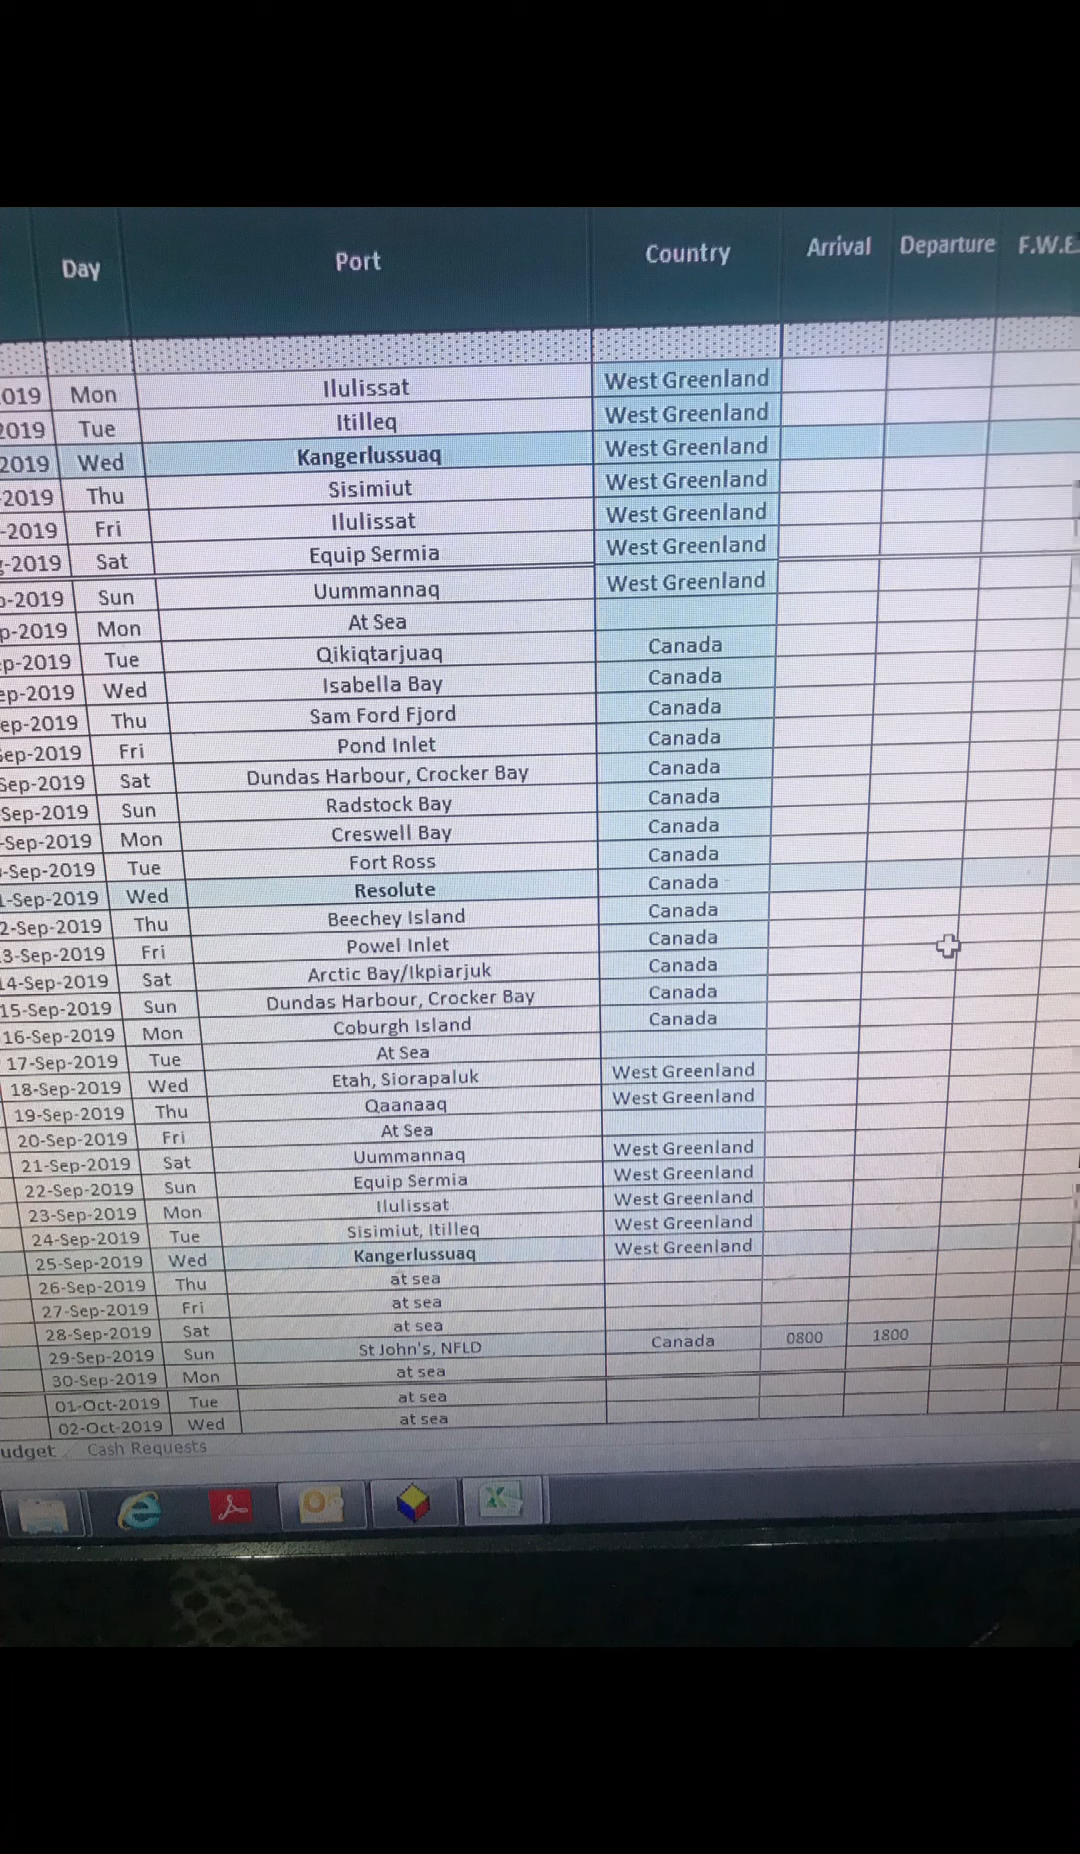 Day Port Country Arrival Departure F.W.E
019 Mon Ilulissat West Greenland
2019 Tue Itilleq West Greenland
2019 Wed Kangerlussuaq West Greenland
-2019 Thu Sisimiut West Greenland
-2019 Fri Ilulissat West Greenland
-2019 Sat Equip Sermia West Greenland
-2019 Sun Uummannaq West Greenland
p-2019 Mon At Sea
ep-2019 Tue Qikiqtarjuaq Canada
ep-2019 Wed Isabella Bay Canada
ep-2019 Thu Sam Ford Fjord Canada
Sep-2019 Fri Pond Inlet Canada
Sep-2019 Sat Dundas Harbour, Crocker Bay Canada
Sep-2019 Sun Radstock Bay Canada
-Sep-2019 Mon Creswell Bay Canada
-Sep-2019 Tue Fort Ross Canada
1-Sep-2019 Wed Resolute Canada
2-Sep-2019 Thu Beechey Island Canada
3-Sep-2019 Fri Powel Inlet Canada
14-Sep-2019 Sat Arctic Bay/Ikpiarjuk Canada
15-Sep-2019 Sun Dundas Harbour, Crocker Bay Canada
16-Sep-2019 Mon Coburgh Island Canada
17-Sep-2019 Tue At Sea
18-Sep-2019 Wed Etah, Siorapaluk West Greenland
19-Sep-2019 Thu Qaanaaq West Greenland
20-Sep-2019 Fri At Sea
21-Sep-2019 Sat Uummannaq West Greenland
22-Sep-2019 Sun Equip Sermia West Greenland
23-Sep-2019 Mon Ilulissat West Greenland
24-Sep-2019 Tue Sisimiut, Itilleq West Greenland
25-Sep-2019 Wed Kangerlussuaq West Greenland
26-Sep-2019 Thu at sea
27-Sep-2019 Fri at sea
28-Sep-2019 Sat at sea
29-Sep-2019 Sun St John's, NFLD Canada 0800 1800
30-Sep-2019 Mon at sea
01-Oct-2019 Tue at sea
02-Oct-2019 Wed at sea
udget Cash Requests